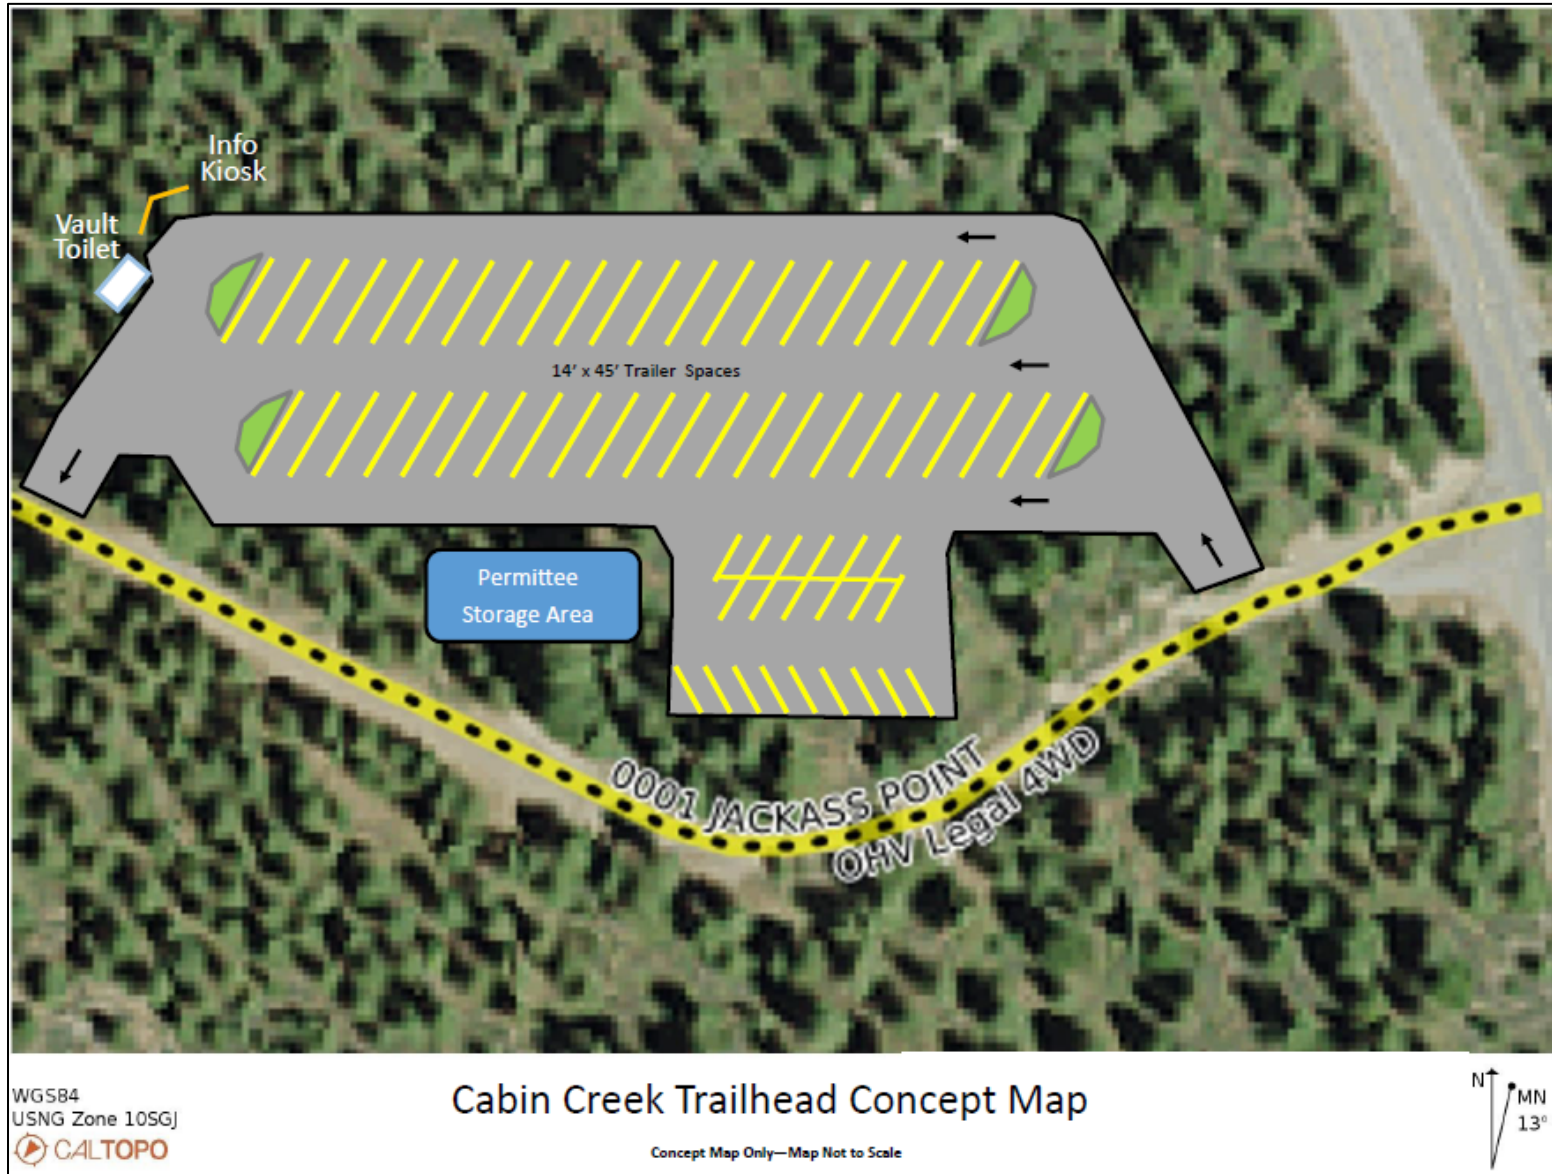 Info
Kiosk
Vault
Toilet
14' x 45' Trailer Spaces
Permittee
Storage Area
0001 JACKASS POINT
OHV Legal 4WD
WGS84
USNG Zone 10SGJ
CALTOPO
Cabin Creek Trailhead Concept Map
Concept Map Only—Map Not to Scale
N
MN
13°